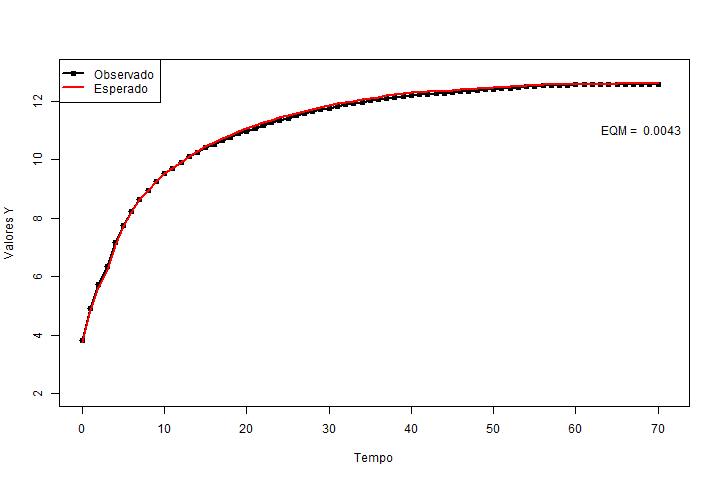 Observado
Esperado
EQM = 0.0043
Valores Y
12
10
8
6
4
2
0 10 20 30 40 50 60 70
Tempo